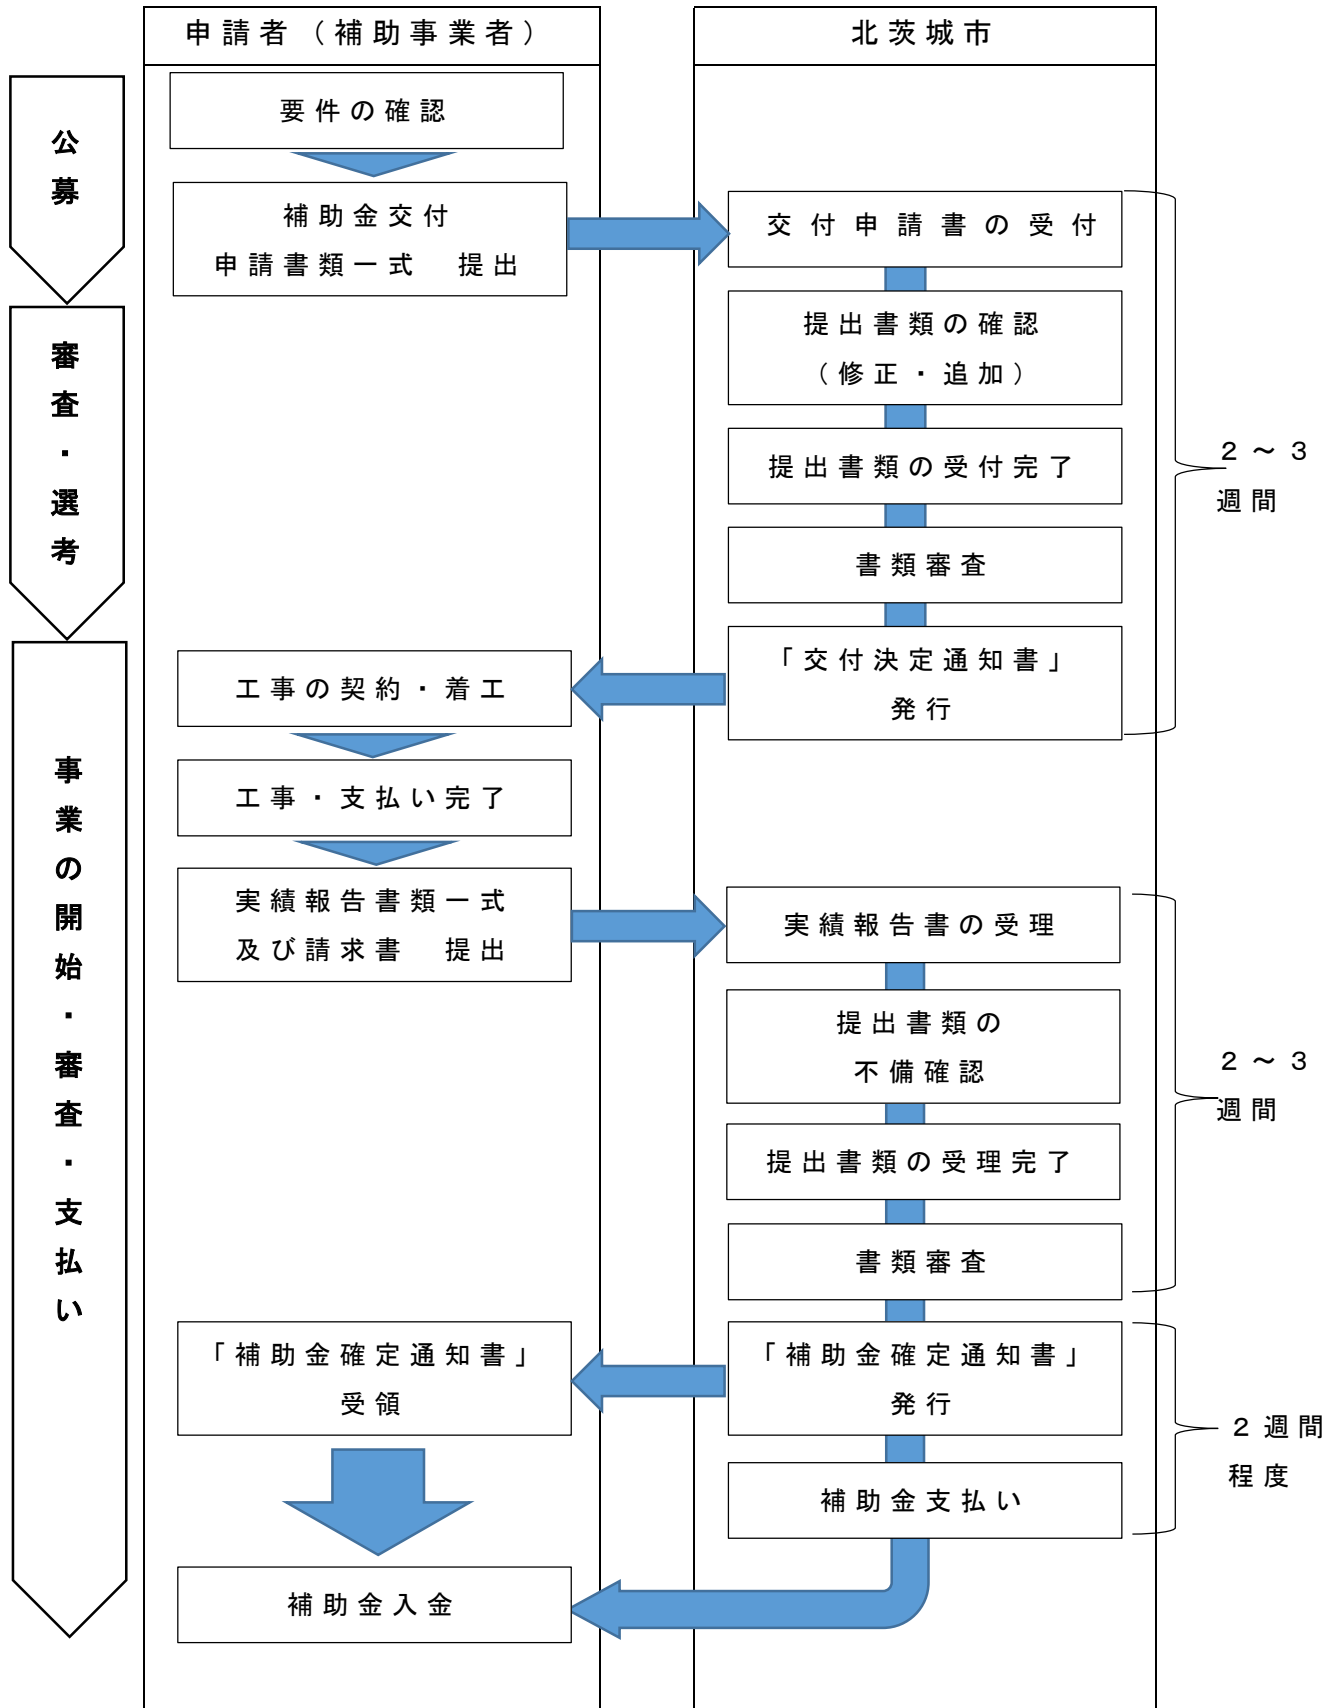 申請者（補助事業者）
北茨城市
公募
要件の確認
補助金交付
申請書類一式　提出
交付申請書の受付
提出書類の確認
（修正・追加）
提出書類の受付完了
書類審査
「交付決定通知書」
発行
２～３
週間
審査・選考
工事の契約・着工
工事・支払い完了
実績報告書類一式
及び請求書　提出
実績報告書の受理
提出書類の
不備確認
提出書類の受理完了
書類審査
２～３
週間
事業の開始・審査・支払い
「補助金確定通知書」
受領
「補助金確定通知書」
発行
補助金支払い
２週間
程度
補助金入金